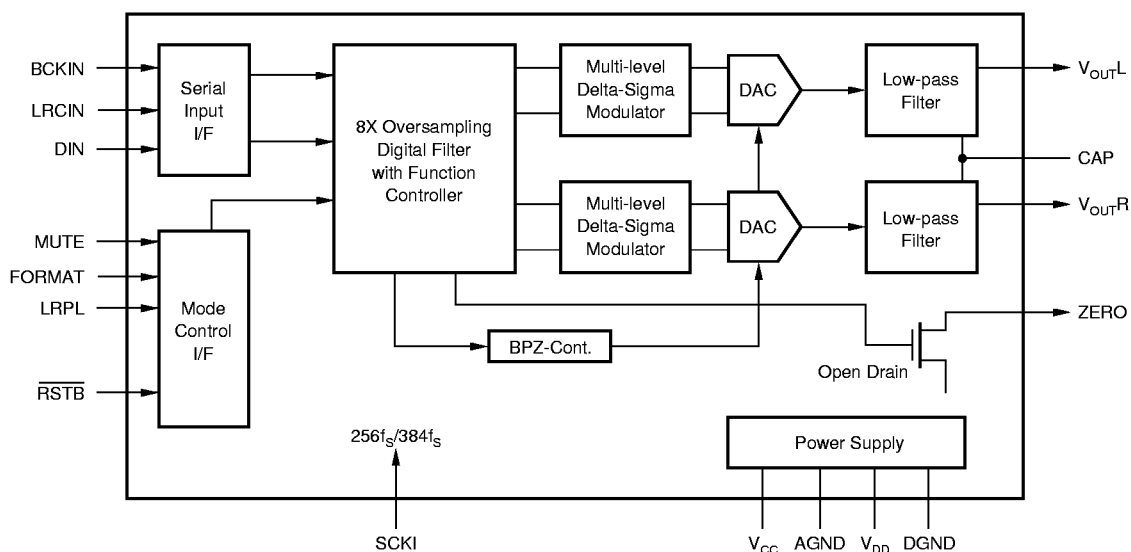 BCKIN
LRCIN
DIN
MUTE
FORMAT
LRPL
RSTB
Serial
Input
I/F
Mode
Control
I/F
8X Oversampling
Digital Filter
with Function
Controller
Multi-level
Delta-Sigma
Modulator
DAC
Low-pass
Filter
Multi-level
Delta-Sigma
Modulator
DAC
Low-pass
Filter
BPZ-Cont.
Open Drain
256fS/384fS
Power Supply
VOUTL
CAP
VOUTR
ZERO
SCKI
VCC AGND VDD DGND